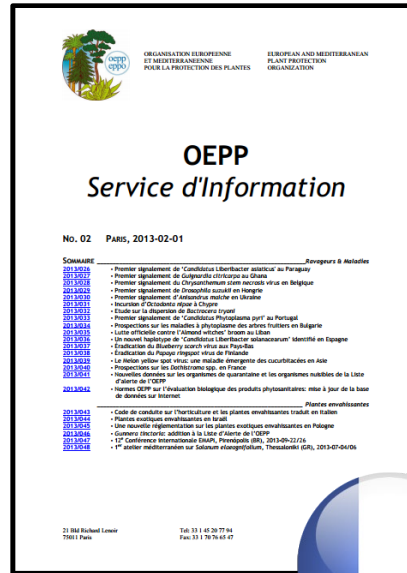 oepp
eppo
ORGANISATION EUROPEENNE
ET MEDITERRANEENNE
POUR LA PROTECTION DES PLANTES
EUROPEAN AND MEDITERRANEAN
PLANT PROTECTION
ORGANIZATION
OEPP
Service d'Information
NO. 02 PARIS, 2013-02-01
SOMMAIRE Ravageurs & Maladies
2013/026 • Premier signalement de 'Candidatus Liberibacter asiaticus' au Paraguay
2013/027 • Premier signalement de Guignardia citricarpa au Ghana
2013/028 • Premier signalement du Chrysanthemum stem necrosis virus en Belgique
2013/029 • Premier signalement de Drosophila suzukii en Hongrie
2013/030 • Premier signalement d'Anisandrus maiche en Ukraine
2013/031 • Incursion d'Octodonta nipae à Chypre
2013/032 • Etude sur la dispersion de Bactrocera tryoni
2013/033 • Premier signalement de 'Candidatus Phytoplasma pyri' au Portugal
2013/034 • Prospections sur les maladies à phytoplasme des arbres fruitiers en Bulgarie
2013/035 • Lutte officielle contre l'Almond witches' broom au Liban
2013/036 • Un nouvel haplotype de 'Candidatus Liberibacter solanacearum' identifié en Espagne
2013/037 • Éradication du Blueberry scorch virus aux Pays-Bas
2013/038 • Éradication du Papaya ringspot virus de Finlande
2013/039 • Le Melon yellow spot virus: une maladie émergente des cucurbitacées en Asie
2013/040 • Prospections sur les Dothistroma spp. en France
2013/041 • Nouvelles données sur les organismes de quarantaine et les organismes nuisibles de la Liste
d'alerte de l'OEPP
2013/042 • Normes OEPP sur l'évaluation biologique des produits phytosanitaires: mise à jour de la base
de données sur Internet
Plantes envahissantes
2013/043 • Code de conduite sur l'horticulture et les plantes envahissantes traduit en italien
2013/044 • Plantes exotiques envahissantes en Israël
2013/045 • Une nouvelle réglementation sur les plantes exotiques envahissantes en Pologne
2013/046 • Gunnera tinctoria: addition à la Liste d'Alerte de l'OEPP
2013/047 • 12e Conférence Internationale EMAPi, Pirenópolis (BR), 2013-09-22/26
2013/048 • 1er atelier méditerranéen sur Solanum elaeagnifolium, Thessaloniki (GR), 2013-07-04/06
21 Bld Richard Lenoir Tel: 33 1 45 20 77 94
75011 Paris Fax: 33 1 70 76 65 47